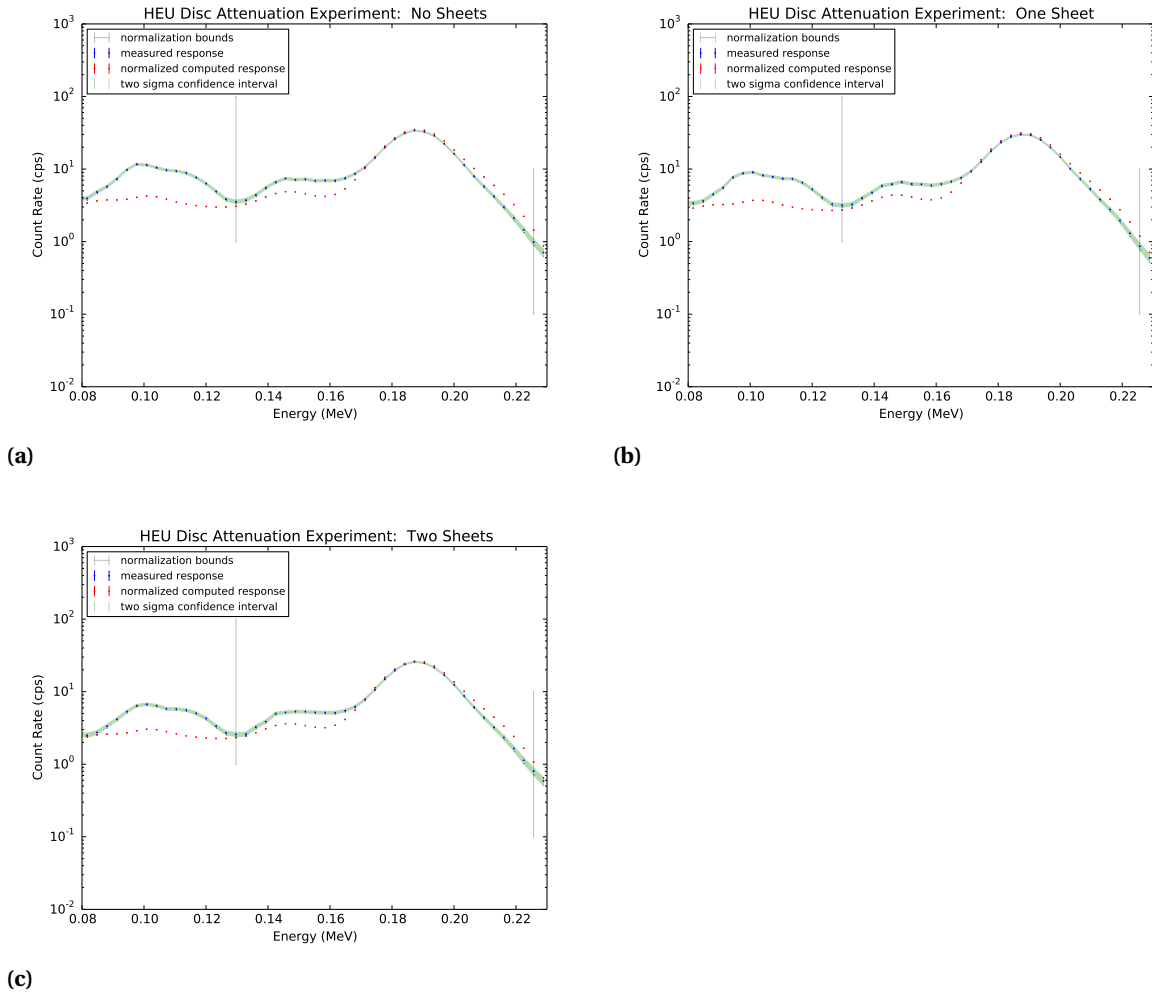 HEU Disc Attenuation Experiment: No Sheets
10³
10²
10¹
10⁰
10⁻¹
10⁻²
Count Rate (cps)
normalization bounds
measured response
normalized computed response
two sigma confidence interval
0.08 0.10 0.12 0.14 0.16 0.18 0.20 0.22
Energy (MeV)
(a)
HEU Disc Attenuation Experiment: One Sheet
10³
10²
10¹
10⁰
10⁻¹
10⁻²
Count Rate (cps)
normalization bounds
measured response
normalized computed response
two sigma confidence interval
0.08 0.10 0.12 0.14 0.16 0.18 0.20 0.22
Energy (MeV)
(b)
HEU Disc Attenuation Experiment: Two Sheets
10³
10²
10¹
10⁰
10⁻¹
10⁻²
Count Rate (cps)
normalization bounds
measured response
normalized computed response
two sigma confidence interval
0.08 0.10 0.12 0.14 0.16 0.18 0.20 0.22
Energy (MeV)
(c)